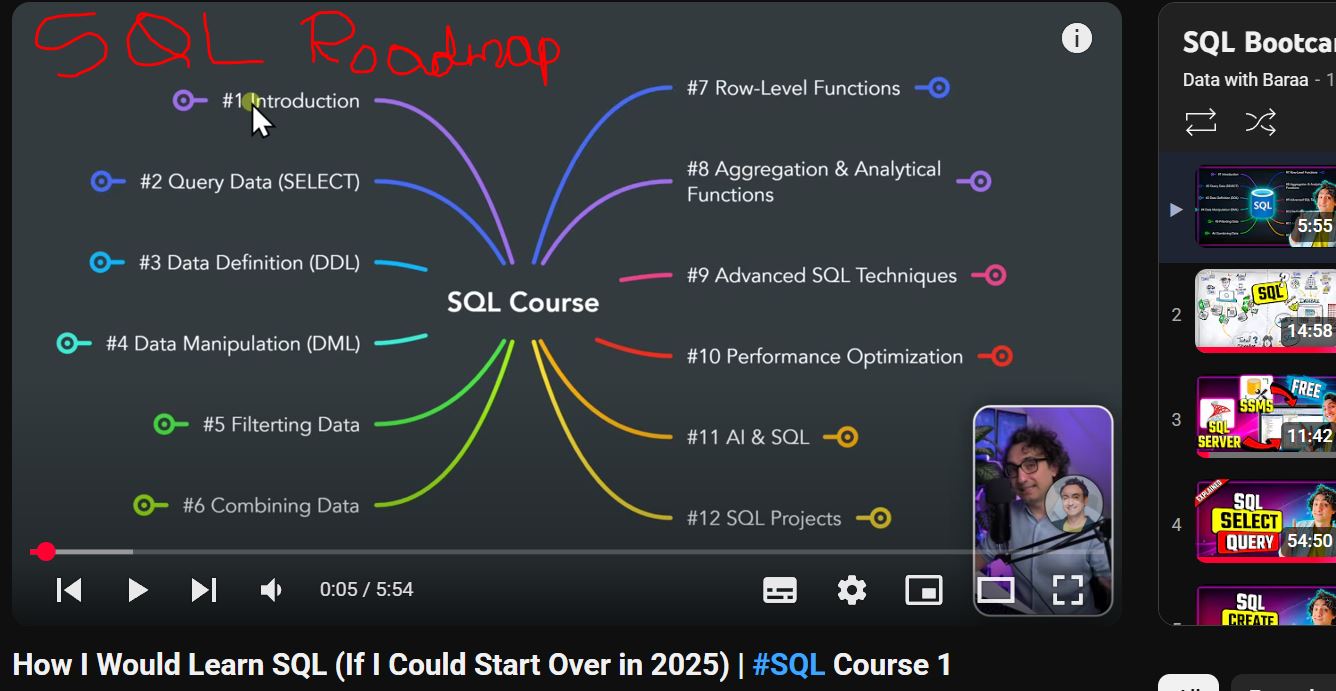 SQL Roadmap
#1 Introduction
#2 Query Data (SELECT)
#3 Data Definition (DDL)
#4 Data Manipulation (DML)
#5 Filterting Data
#6 Combining Data
SQL Course
#7 Row-Level Functions
#8 Aggregation & Analytical
Functions
#9 Advanced SQL Techniques
#10 Performance Optimization
#11 AI & SQL
#12 SQL Projects
0:05 / 5:54
How I Would Learn SQL (If I Could Start Over in 2025) | #SQL Course 1
SQL
Data with Baraa -
SQL
5:55
2
SQL
14:58
3
FREE
SSMS
SQL
SERVER
11:42
4
EXPLAINED
SQL
SELECT
QUERY
54:50
SQL
CREATE